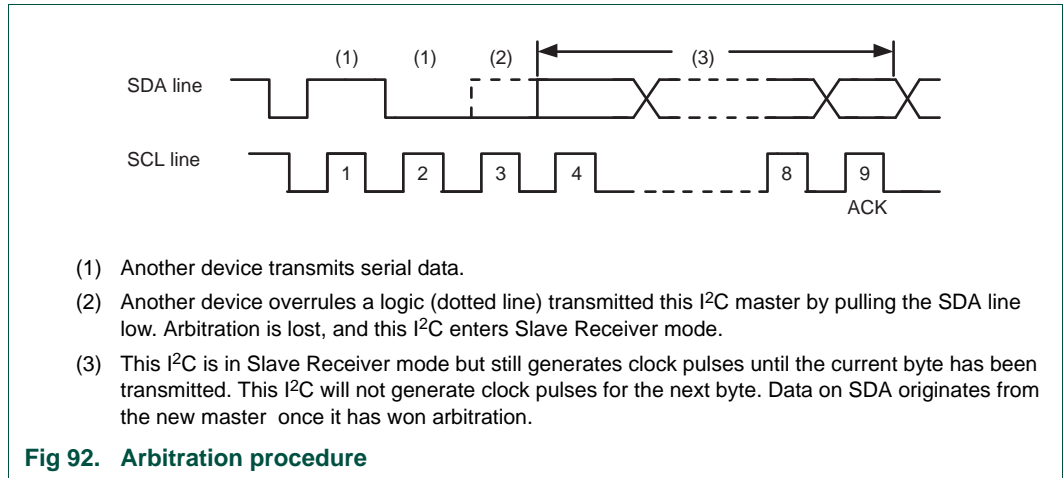 (1) (1) (2) (3)
SDA line
SCL line
1 2 3 4 8 9
ACK
(1) Another device transmits serial data.
(2) Another device overrules a logic (dotted line) transmitted this I2C master by pulling the SDA line
low. Arbitration is lost, and this I2C enters Slave Receiver mode.
(3) This I2C is in Slave Receiver mode but still generates clock pulses until the current byte has been
transmitted. This I2C will not generate clock pulses for the next byte. Data on SDA originates from
the new master once it has won arbitration.
Fig 92. Arbitration procedure